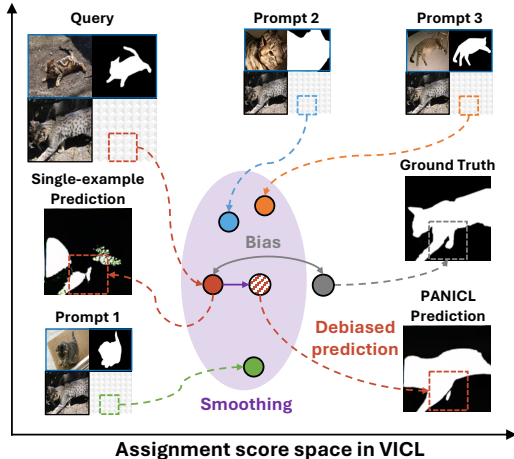 Query
Prompt 2
Prompt 3
Single-example
Prediction
Ground Truth
Bias
Prompt 1
PANICL
Prediction
Debiased
prediction
Smoothing
Assignment score space in VICL